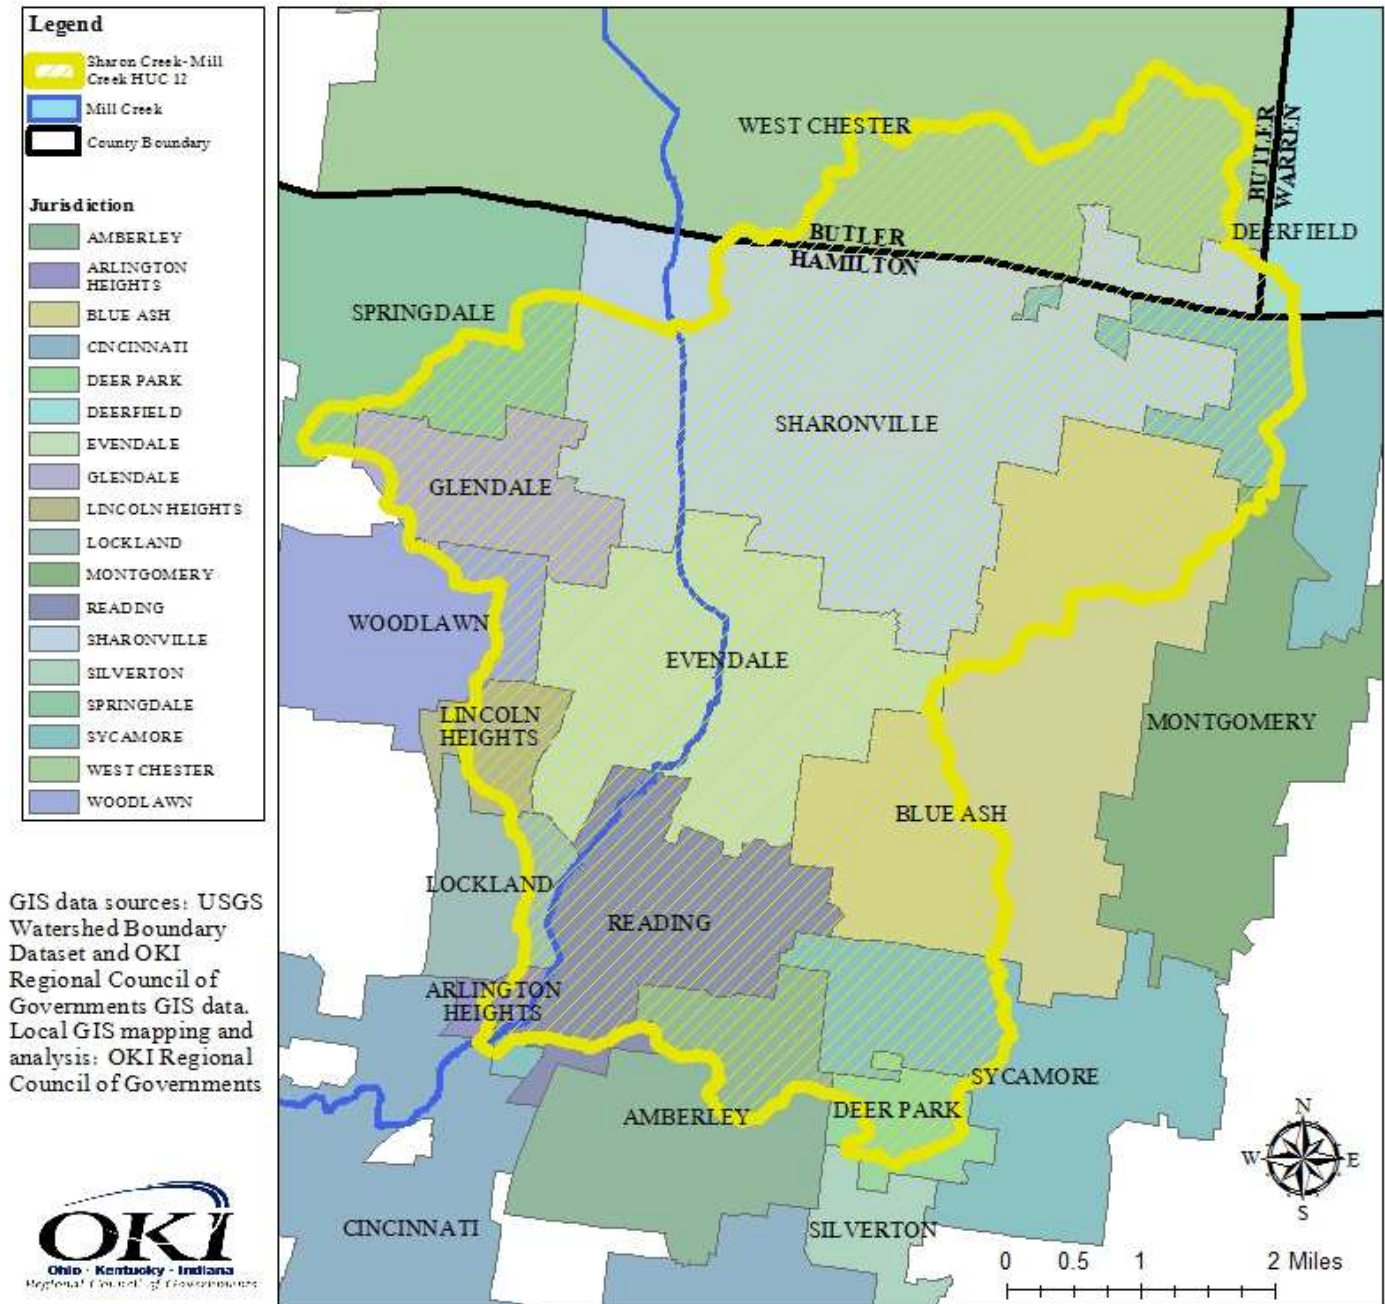 Legend
Sharon Creek- Mill
Creek HUC 12
Mill Creek
County Boundary
Jurisdiction
AMBERLEY
ARLINGTON
HEIGHTS
BLUE ASH
CINCINNATI
DEER PARK
DEERFIELD
EVENDALE
GLENDALE
LINCOLN HEIGHTS
LOCKLAND
MONTGOMERY
READING
SHARONVILLE
SILVERTON
SPRINGDALE
SYCAMORE
WEST CHESTER
WOODLAWN
GIS data sources: USGS
Watershed Boundary
Dataset and OKI
Regional Council of
Governments GIS data.
Local GIS mapping and
analysis: OKI Regional
Council of Governments
OKI
Ohio · Kentucky · Indiana
Regional Council of Governments
WEST CHESTER
BUTLER
WARREN
BUTLER
HAMILTON
DEERFIELD
SPRINGDALE
SHARONVILLE
GLENDALE
WOODLAWN
EVENDALE
LINCOLN
HEIGHTS
MONTGOMERY
BLUE ASH
LOCKLAND
READING
ARLINGTON
HEIGHTS
SYCAMORE
AMBERLEY
DEER PARK
CINCINNATI
SILVERTON
N
W E
S
0 0.5 1 2 Miles